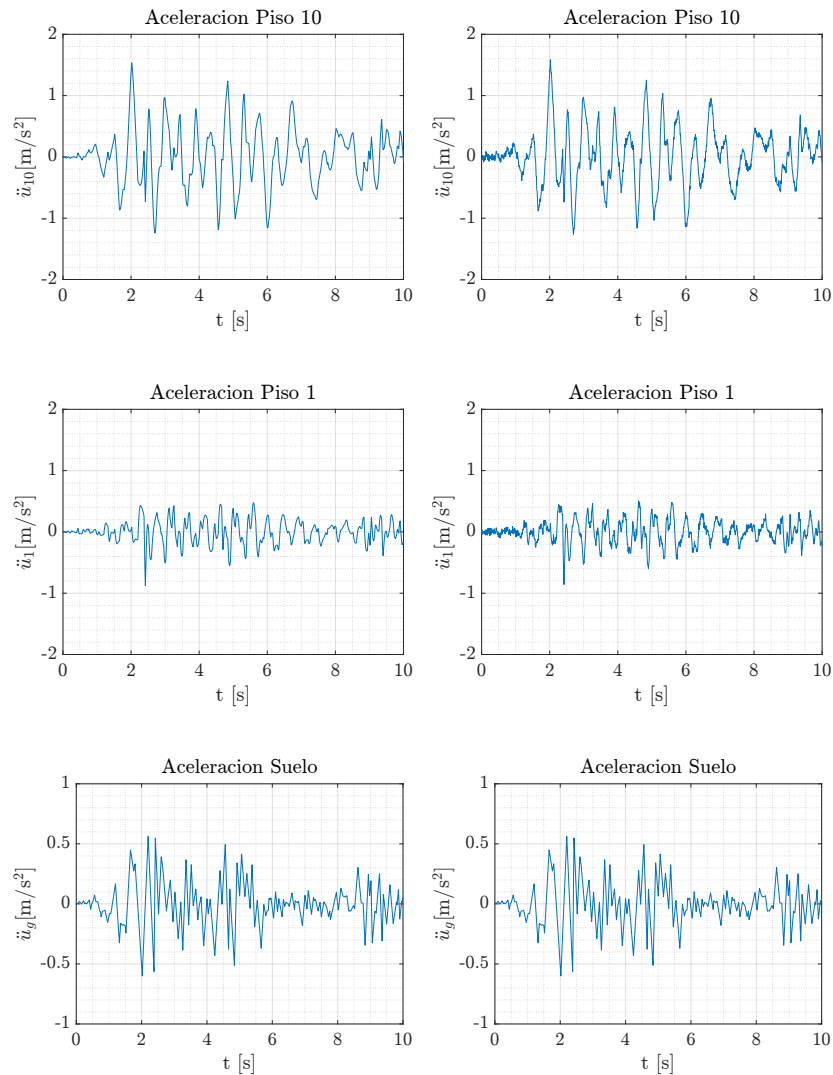 Aceleracion Piso 10
2
1
0
-1
-2
ü10[m/s²]
0 2 4 6 8 10
t [s]
Aceleracion Piso 10
2
1
0
-1
-2
ü10[m/s²]
0 2 4 6 8 10
t [s]
Aceleracion Piso 1
2
1
0
-1
-2
ü1[m/s²]
0 2 4 6 8 10
t [s]
Aceleracion Piso 1
2
1
0
-1
-2
ü1[m/s²]
0 2 4 6 8 10
t [s]
Aceleracion Suelo
1
0.5
0
-0.5
-1
üg[m/s²]
0 2 4 6 8 10
t [s]
Aceleracion Suelo
1
0.5
0
-0.5
-1
üg[m/s²]
0 2 4 6 8 10
t [s]